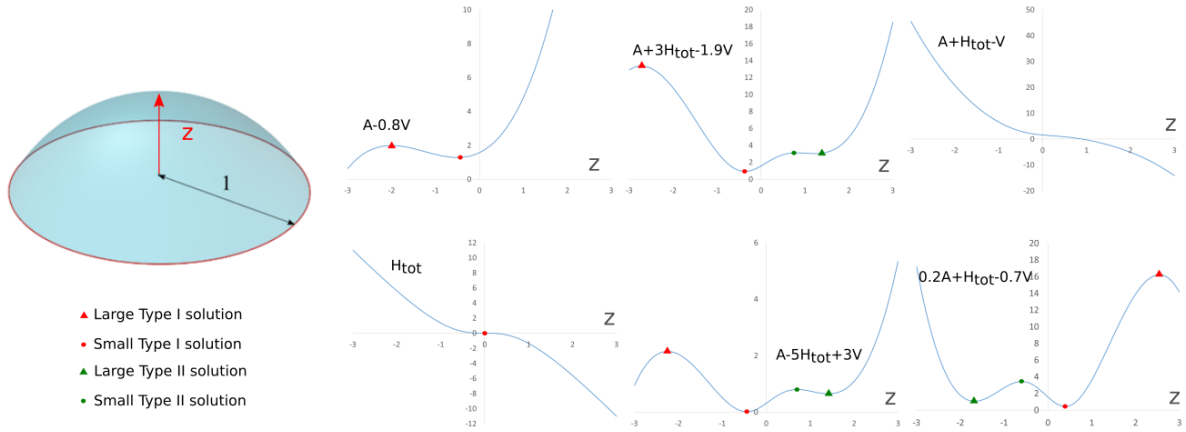 z
1
Large Type I solution
Small Type I solution
Large Type II solution
Small Type II solution
A-0.8V
10
8
6
4
2
0
-3 -2 -1 0 1 2 3
z
A+3Htot-1.9V
20
18
16
14
12
10
8
6
4
2
0
-3 -2 -1 0 1 2 3
z
A+Htot-V
50
40
30
20
10
0
-10
-20
-3 -2 -1 0 1 2 3
z
Htot
12
10
8
6
4
2
0
-2
-4
-6
-8
-10
-12
-3 -2 -1 0 1 2 3
z
A-5Htot+3V
6
4
2
0
-3 -2 -1 0 1 2 3
z
0.2A+Htot-0.7V
20
18
16
14
12
10
8
6
4
2
0
-3 -2 -1 0 1 2 3
z